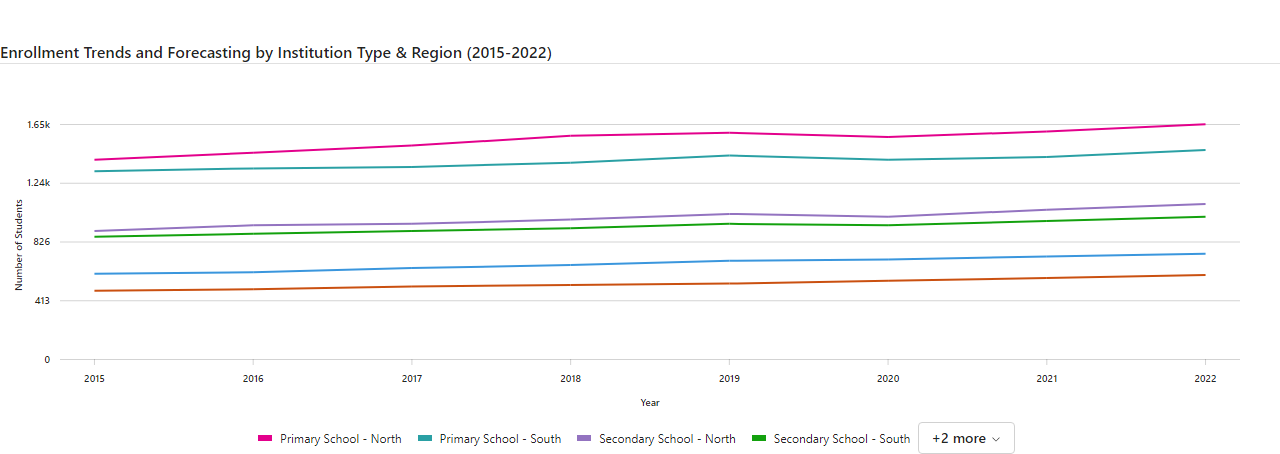 Enrollment Trends and Forecasting by Institution Type & Region (2015-2022)
Number of Students
1.65k
1.24k
826
413
0
2015 2016 2017 2018 2019 2020 2021 2022
Year
Primary School - North Primary School - South Secondary School - North Secondary School - South +2 more